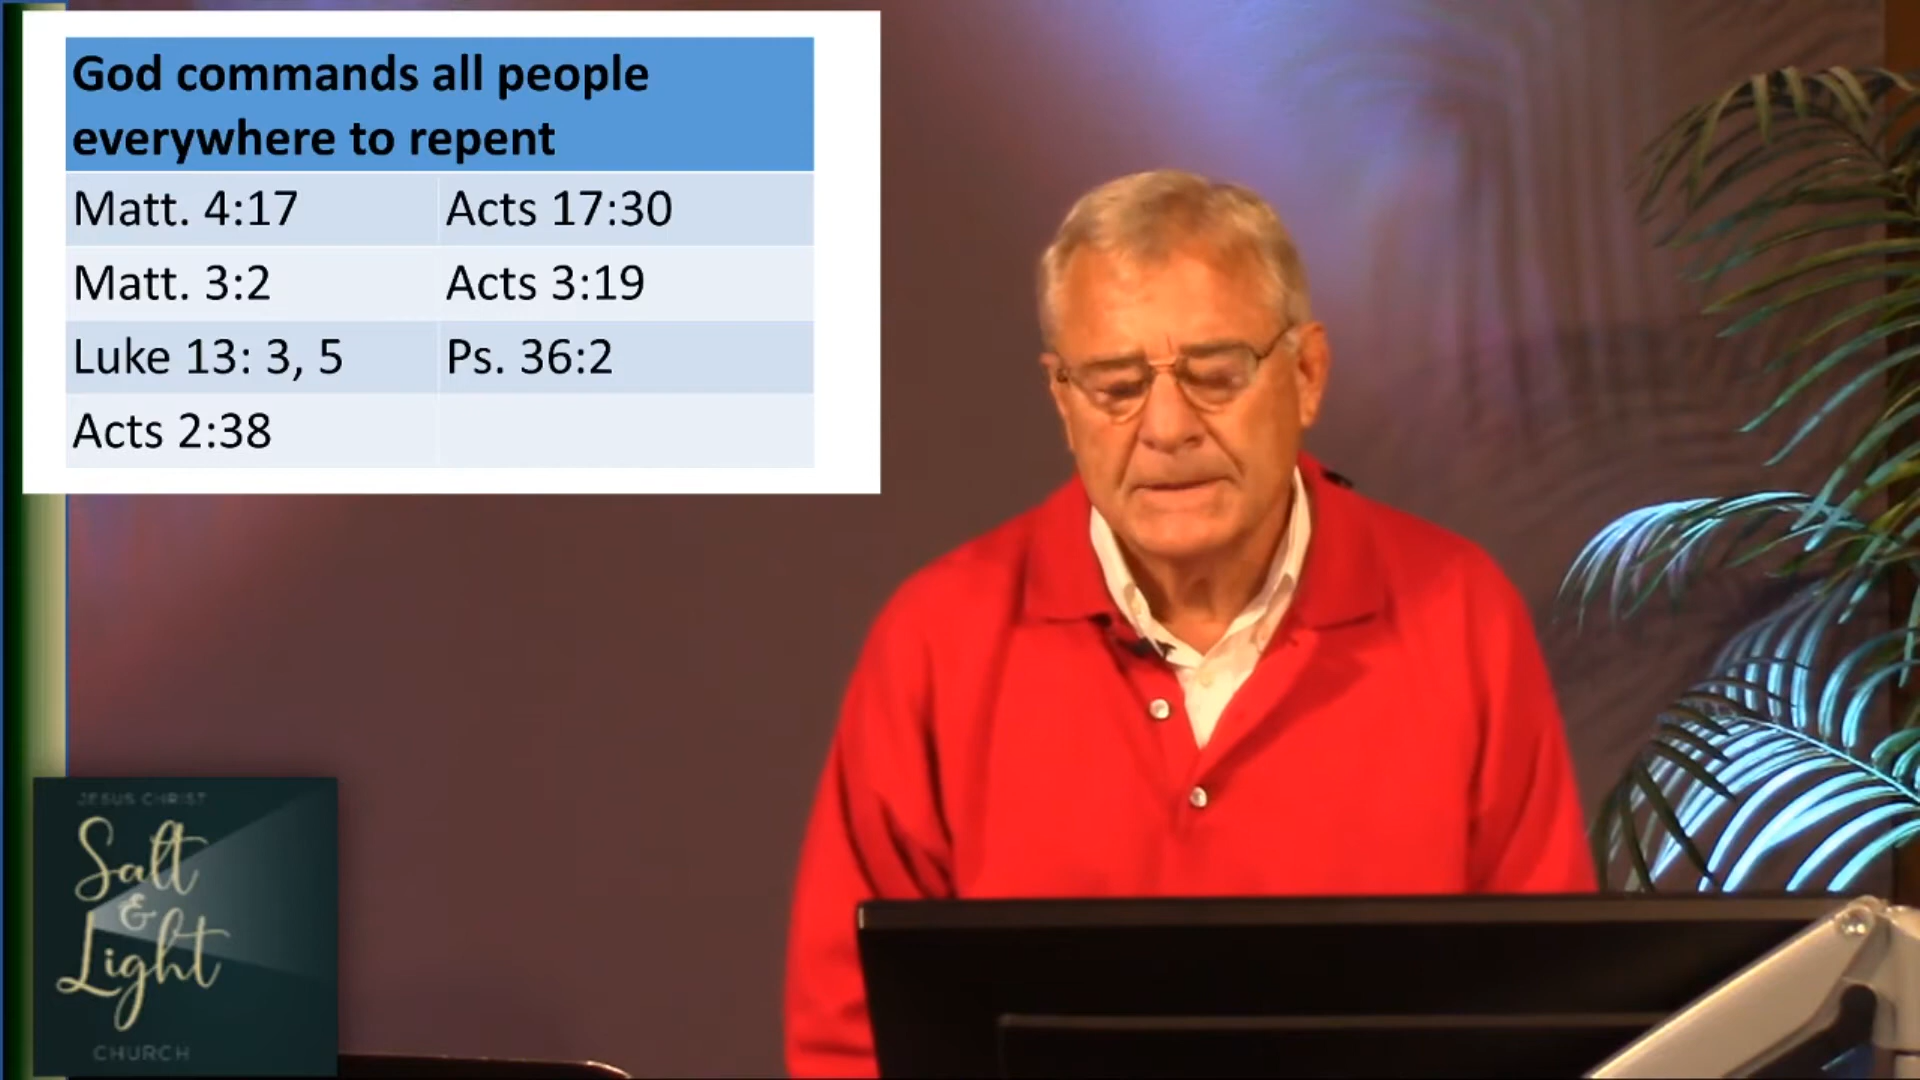 God commands all people
everywhere to repent
Matt. 4:17 Acts 17:30
Matt. 3:2 Acts 3:19
Luke 13: 3, 5 Ps. 36:2
Acts 2:38
JESUS CHRIST
Salt
&
Light
CHURCH